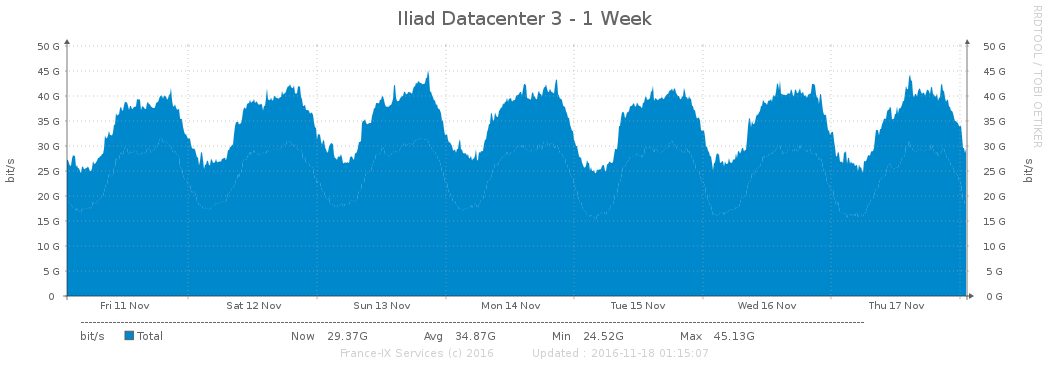 Iliad Datacenter 3 - 1 Week
RRDTOOL / TOBI OETIKER
bit/s
50 G 50 G
45 G 45 G
40 G 40 G
35 G 35 G
30 G 30 G
25 G 25 G
20 G 20 G
15 G 15 G
10 G 10 G
5 G 5 G
0 0 G
bit/s
Fri 11 Nov Sat 12 Nov Sun 13 Nov Mon 14 Nov Tue 15 Nov Wed 16 Nov Thu 17 Nov
bit/s Total Now 29.37G Avg 34.87G Min 24.52G Max 45.13G
France-IX Services (c) 2016 Updated : 2016-11-18 01:15:07